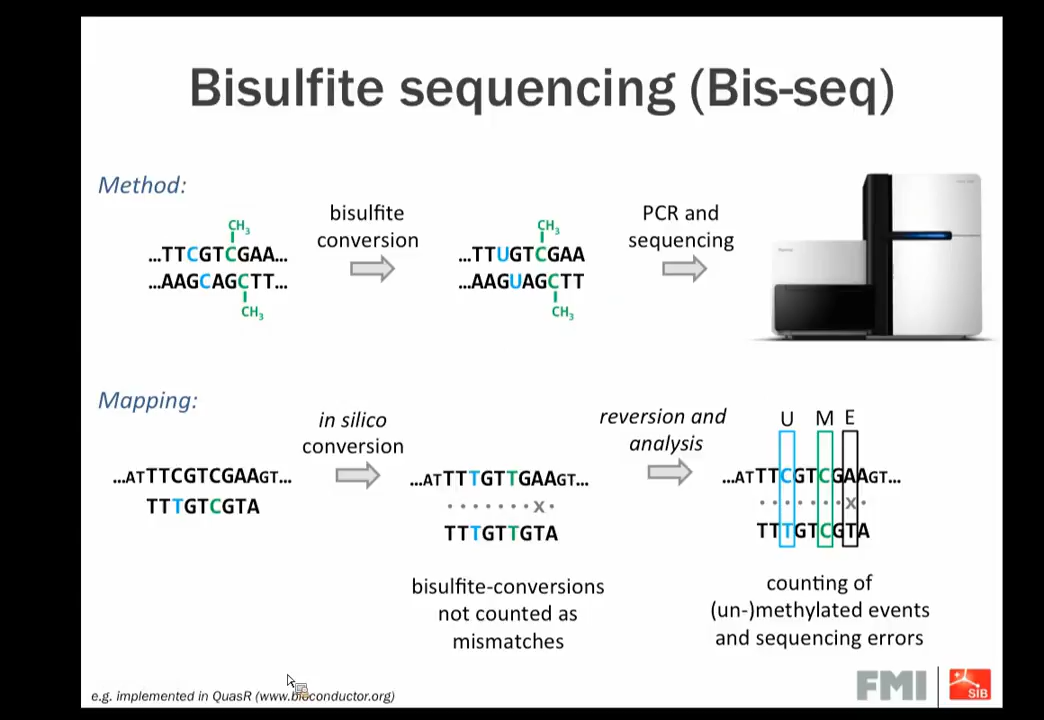 Bisulfite sequencing (Bis-seq)
Method:
bisulfite
conversion
PCR and
sequencing
CH3
...TTCGTCGAA...
...AAGCAGCTT...
CH3
CH3
...TTUGTCGAA
...AAGUAGCTT
CH3
Mapping:
in silico
conversion
reversion and
analysis
U M E
...ATTTCGTCGAAGT...
TTTGTCGTA
...ATTTTGTTGAAGT...
.......x.
TTTGTTGTA
...ATTTCGTCGAAGT...
.......x.
TTTGTCGTA
bisulfite-conversions
not counted as
mismatches
counting of
(un-)methylated events
and sequencing errors
e.g. implemented in QuasR (www.bioconductor.org)
FMI
SIB